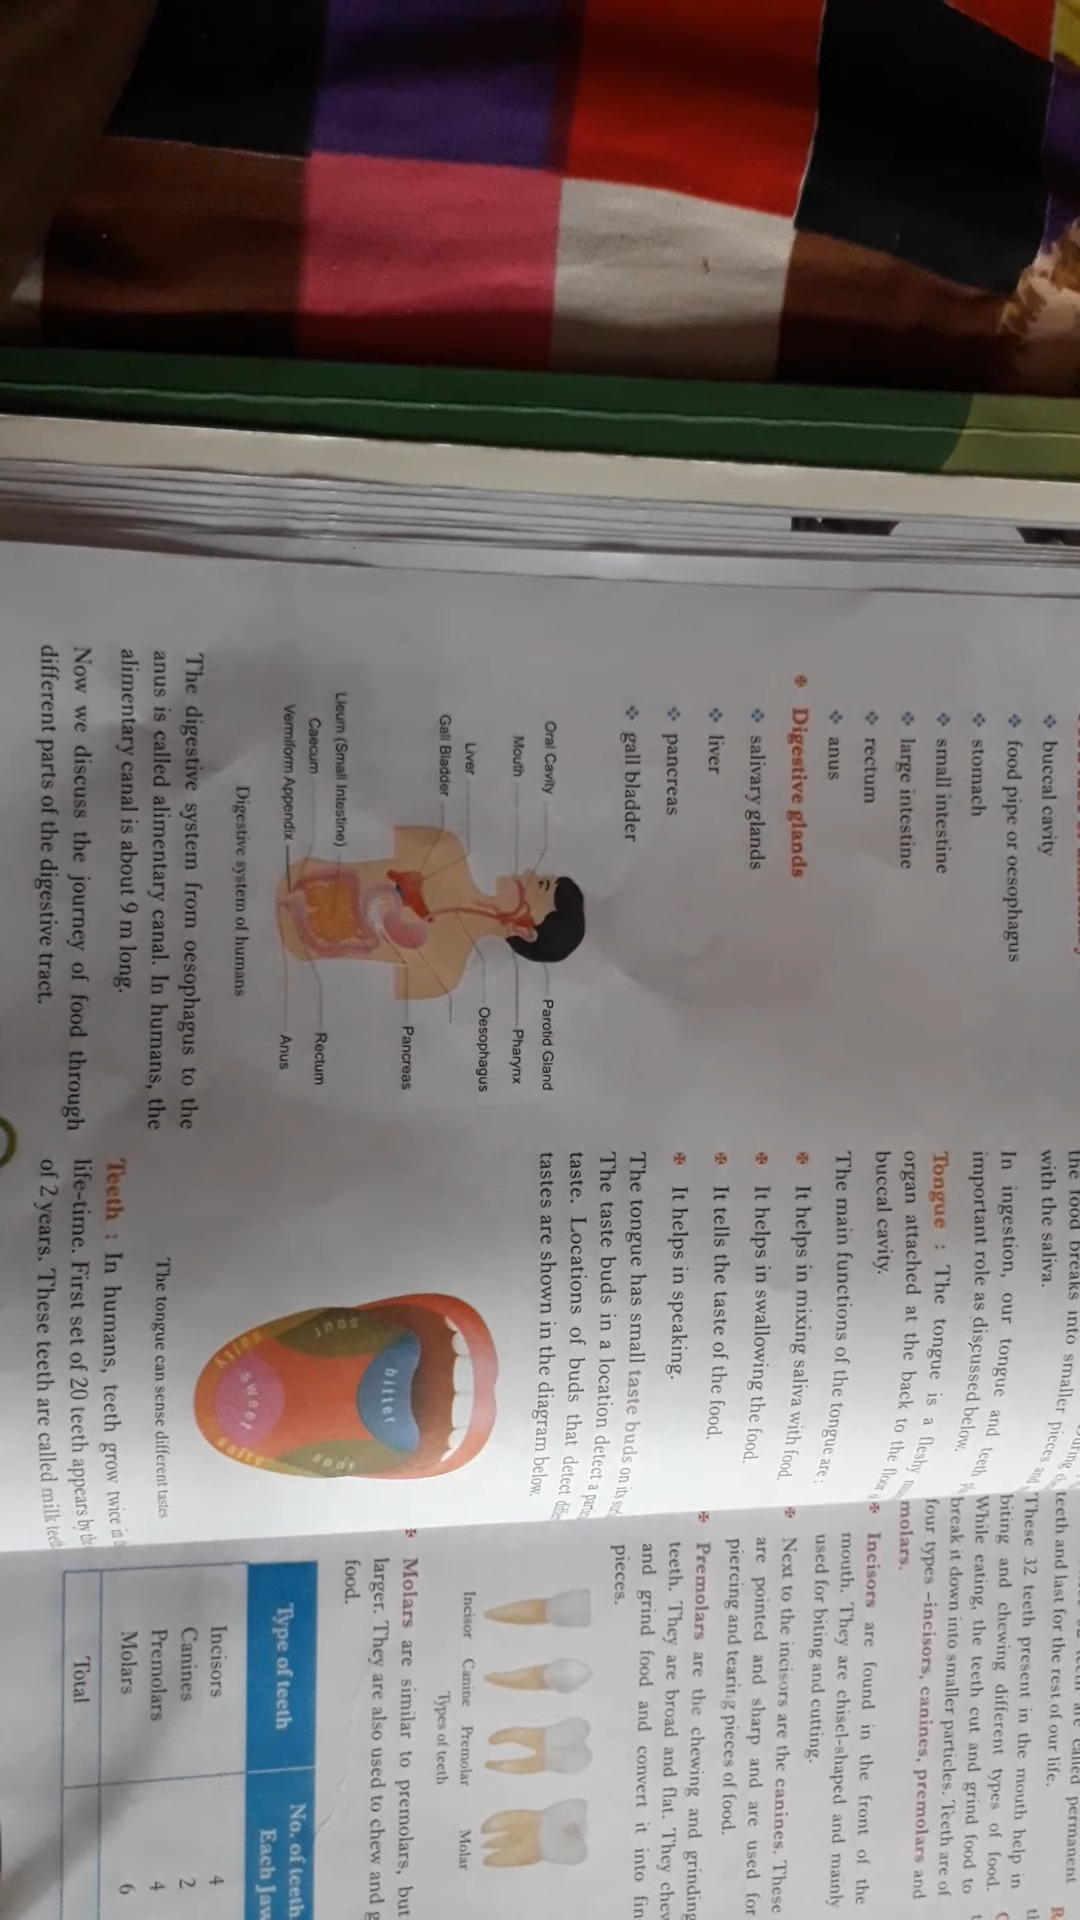 ❖ buccal cavity
❖ food pipe or oesophagus
❖ stomach
❖ small intestine
❖ large intestine
❖ rectum
❖ anus
✠ Digestive glands
❖ salivary glands
❖ liver
❖ pancreas
❖ gall bladder
Oral Cavity
Mouth
Liver
Gall Bladder
Lleum (Small Intestine)
Caecum
Vermiform Appendix
Parotid Gland
Pharynx
Oesophagus
Pancreas
Rectum
Anus
Digestive system of humans
The digestive system from oesophagus to the
anus is called alimentary canal. In humans, the
alimentary canal is about 9 m long.
Now we discuss the journey of food through
different parts of the digestive tract.
the food breaks into smaller pieces and
with the saliva.
In ingestion, our tongue and teeth
important role as discussed below.
Tongue : The tongue is a fleshy
organ attached at the back to the floor
buccal cavity.
The main functions of the tongue are :
✠ It helps in mixing saliva with food.
✠ It helps in swallowing the food.
✠ It tells the taste of the food.
✠ It helps in speaking.
The tongue has small taste buds on its
The taste buds in a location detect a
taste. Locations of buds that detect
tastes are shown in the diagram below.
bitter
sour
sour
salty
salty
sweet
The tongue can sense different tastes
Teeth : In humans, teeth grow twice in
life-time. First set of 20 teeth appears by the
of 2 years. These teeth are called milk teeth
called permanent
teeth and last for the rest of our life.
These 32 teeth present in the mouth help in
biting and chewing different types of food.
While eating, the teeth cut and grind food to
break it down into smaller particles. Teeth are of
four types –incisors, canines, premolars and
molars.
✠ Incisors are found in the front of the
mouth. They are chisel-shaped and mainly
used for biting and cutting.
✠ Next to the incisors are the canines. These
are pointed and sharp and are used for
piercing and tearing pieces of food.
✠ Premolars are the chewing and grinding
teeth. They are broad and flat. They chew
and grind food and convert it into
pieces.
Incisor Canine Premolar Molar
Types of teeth
✠ Molars are similar to premolars, but
larger. They are also used to chew and
food.
Type of teeth No. of teeth
Each Jaw
Incisors 4
Canines 2
Premolars 4
Molars 6
Total